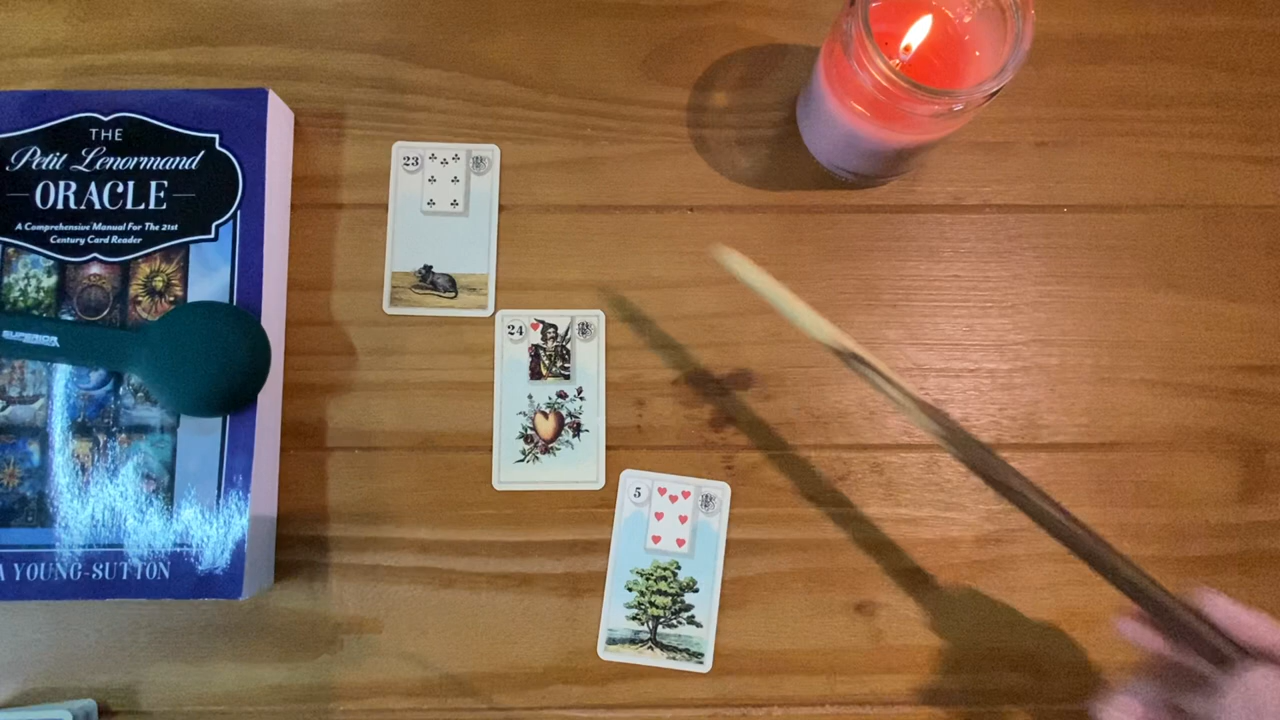 THE
Petit Lenormand
ORACLE
A Comprehensive Manual For The 21st
Century Card Reader
SUPERIOR
A YOUNG-SUTTON
23
24
5